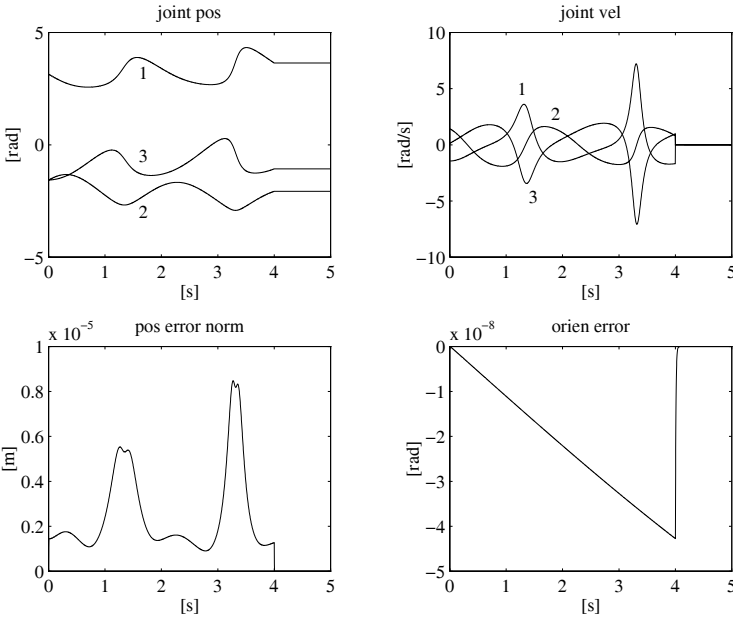 joint pos
joint vel
5
0
−5
[rad]
1
3
2
0 1 2 3 4 5
[s]
10
5
0
−5
−10
[rad/s]
1
2
3
0 1 2 3 4 5
[s]
x 10⁻⁵
pos error norm
1
0.8
0.6
0.4
0.2
0
[m]
0 1 2 3 4 5
[s]
x 10⁻⁸
orien error
0
−1
−2
−3
−4
−5
[rad]
0 1 2 3 4 5
[s]